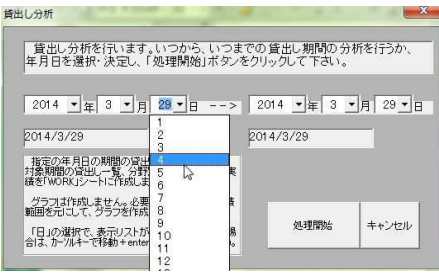 貸出し分析
貸出し分析を行います。いつから、いつまでの貸出し期間の分析を行うか、
年月日を選択・決定し、「処理開始」ボタンをクリックして下さい。
2014 年 3 月 29 日 --> 2014 年 3 月 29 日
2014/3/29
2014/3/29
1
2
3
4
5
6
7
8
9
10
11
12
指定の年月日の期間の貸出
対象期間の貸出し一覧、分野 実
績を「WORK」シートに作成しま
グラフは作成しません。必要 績
範囲を元にして、グラフを作成
「日」の選択で、表示リストが 場
合は、カーソルキーで移動+enter
処理開始
キャンセル